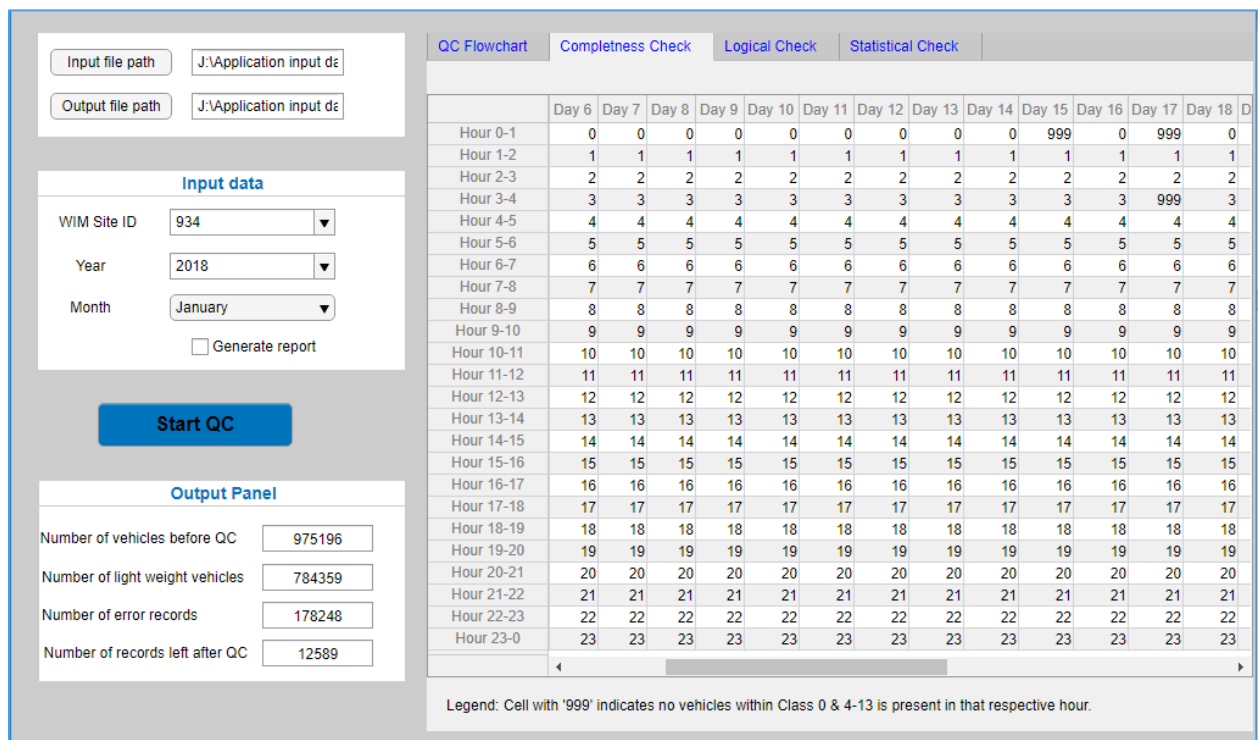 Input file path J:\Application input da
Output file path J:\Application input da
Input data
WIM Site ID 934
Year 2018
Month January
Generate report
Start QC
Output Panel
Number of vehicles before QC 975196
Number of light weight vehicles 784359
Number of error records 178248
Number of records left after QC 12589
QC Flowchart Completness Check Logical Check Statistical Check
Day 6 Day 7 Day 8 Day 9 Day 10 Day 11 Day 12 Day 13 Day 14 Day 15 Day 16 Day 17 Day 18 D
Hour 0-1 0 0 0 0 0 0 0 0 0 999 0 999 0
Hour 1-2 1 1 1 1 1 1 1 1 1 1 1 1 1
Hour 2-3 2 2 2 2 2 2 2 2 2 2 2 2 2
Hour 3-4 3 3 3 3 3 3 3 3 3 3 3 999 3
Hour 4-5 4 4 4 4 4 4 4 4 4 4 4 4 4
Hour 5-6 5 5 5 5 5 5 5 5 5 5 5 5 5
Hour 6-7 6 6 6 6 6 6 6 6 6 6 6 6 6
Hour 7-8 7 7 7 7 7 7 7 7 7 7 7 7 7
Hour 8-9 8 8 8 8 8 8 8 8 8 8 8 8 8
Hour 9-10 9 9 9 9 9 9 9 9 9 9 9 9 9
Hour 10-11 10 10 10 10 10 10 10 10 10 10 10 10 10
Hour 11-12 11 11 11 11 11 11 11 11 11 11 11 11 11
Hour 12-13 12 12 12 12 12 12 12 12 12 12 12 12 12
Hour 13-14 13 13 13 13 13 13 13 13 13 13 13 13 13
Hour 14-15 14 14 14 14 14 14 14 14 14 14 14 14 14
Hour 15-16 15 15 15 15 15 15 15 15 15 15 15 15 15
Hour 16-17 16 16 16 16 16 16 16 16 16 16 16 16 16
Hour 17-18 17 17 17 17 17 17 17 17 17 17 17 17 17
Hour 18-19 18 18 18 18 18 18 18 18 18 18 18 18 18
Hour 19-20 19 19 19 19 19 19 19 19 19 19 19 19 19
Hour 20-21 20 20 20 20 20 20 20 20 20 20 20 20 20
Hour 21-22 21 21 21 21 21 21 21 21 21 21 21 21 21
Hour 22-23 22 22 22 22 22 22 22 22 22 22 22 22 22
Hour 23-0 23 23 23 23 23 23 23 23 23 23 23 23 23
Legend: Cell with '999' indicates no vehicles within Class 0 & 4-13 is present in that respective hour.